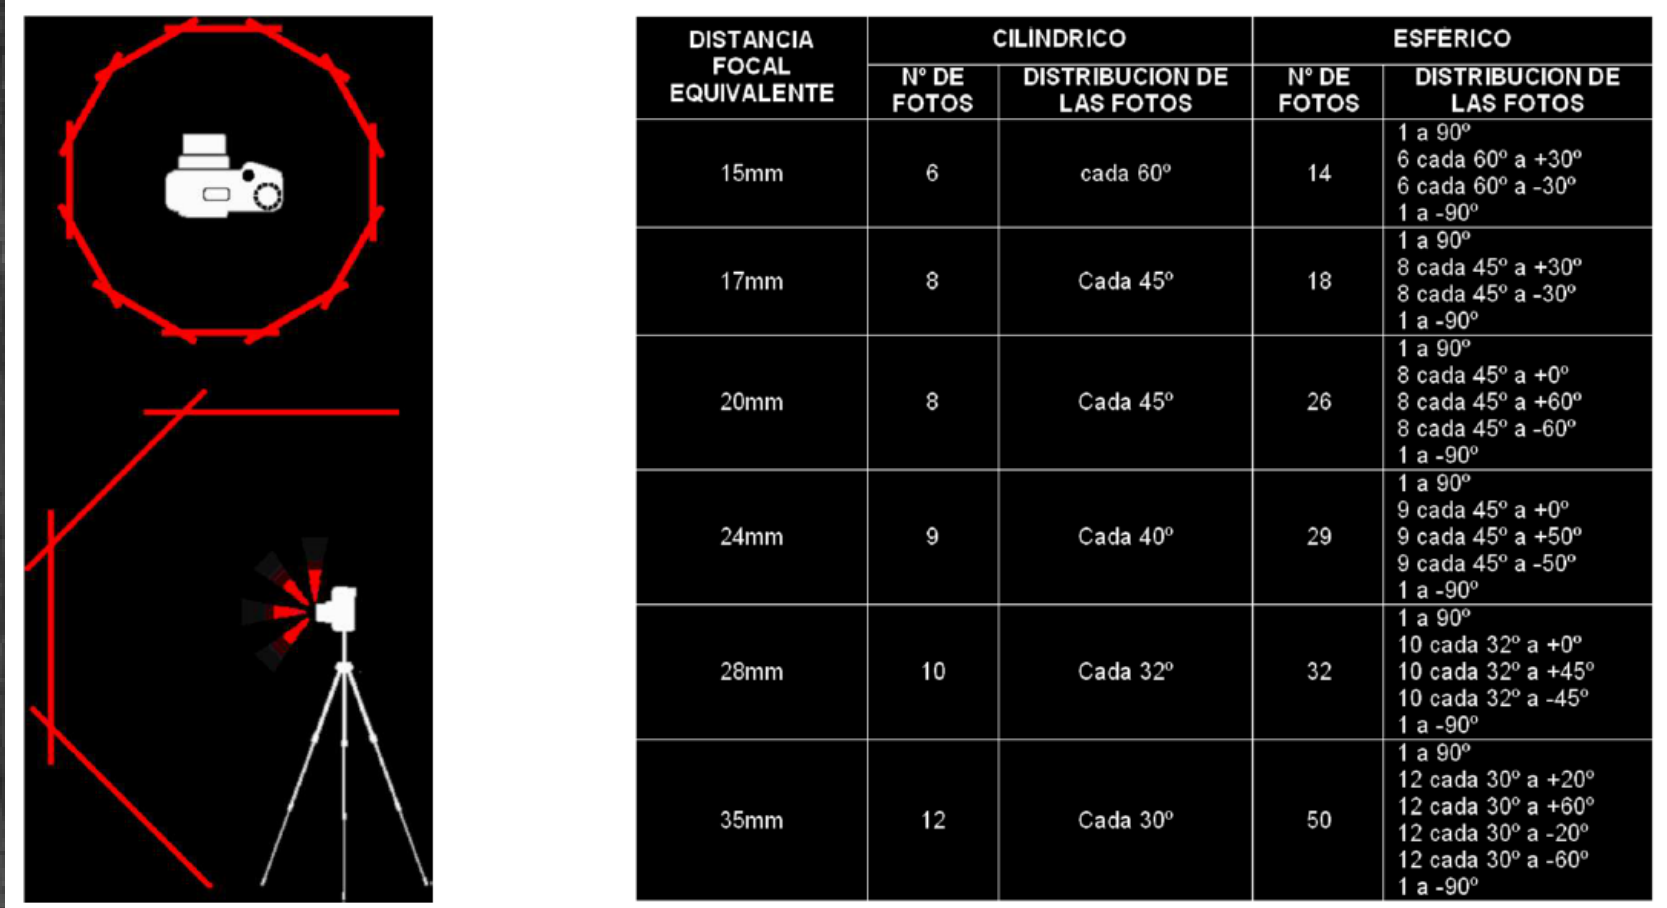 DISTANCIA
FOCAL
EQUIVALENTE
CILÍNDRICO
ESFÉRICO
Nº DE
FOTOS
DISTRIBUCION DE
LAS FOTOS
Nº DE
FOTOS
DISTRIBUCION DE
LAS FOTOS
15mm
6
cada 60º
14
1 a 90º
6 cada 60º a +30º
6 cada 60º a -30º
1 a -90º
17mm
8
Cada 45º
18
1 a 90º
8 cada 45º a +30º
8 cada 45º a -30º
1 a -90º
20mm
8
Cada 45º
26
1 a 90º
8 cada 45º a +0º
8 cada 45º a +60º
8 cada 45º a -60º
1 a -90º
24mm
9
Cada 40º
29
1 a 90º
9 cada 45º a +0º
9 cada 45º a +50º
9 cada 45º a -50º
1 a -90º
28mm
10
Cada 32º
32
1 a 90º
10 cada 32º a +0º
10 cada 32º a +45º
10 cada 32º a -45º
1 a -90º
35mm
12
Cada 30º
50
1 a 90º
12 cada 30º a +20º
12 cada 30º a +60º
12 cada 30º a -20º
12 cada 30º a -60º
1 a -90º